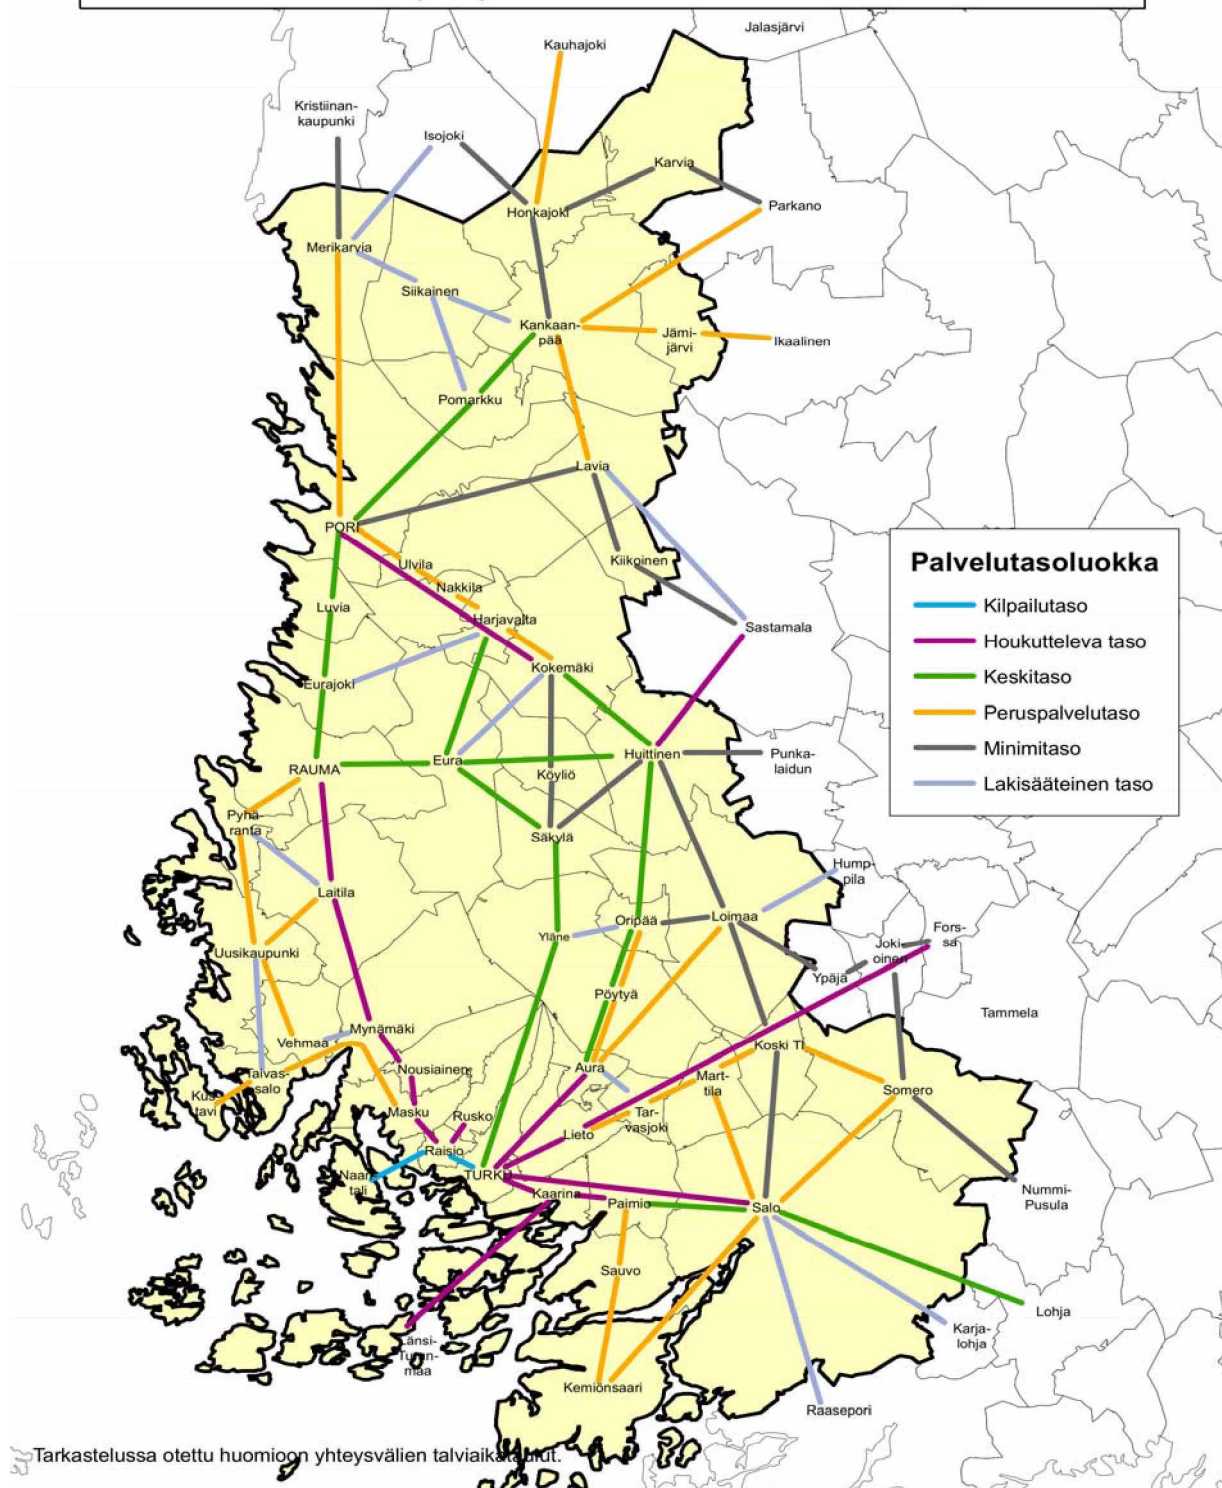 Jalasjärvi
Kauhajoki
Kristiinan-
kaupunki
Isojoki
Karvia
Parkano
Honkajoki
Merikarvia
Siikainen
Kankaan-
pää
Jämi-
järvi
Ikaalinen
Pomarkku
Lavia
PORI
Kiikoinen
Ulvila
Nakkila
Luvia
Harjavalta
Sastamala
Kokemäki
Eurajoki
Palvelutasoluokka
Kilpailutaso
Houkutteleva taso
Keskitaso
Peruspalvelutaso
Minimitaso
Lakisääteinen taso
RAUMA
Eura
Huittinen
Punka-
laidun
Köyliö
Pyhä-
ranta
Säkylä
Hump-
pila
Laitila
Oripää
Loimaa
Yläne
Fors-
sa
Joki-
oinen
Uusikaupunki
Ypäjä
Pöytyä
Tammela
Mynämäki
Vehmaa
Koski Tl
Nousiainen
Aura
Taivas-
salo
Mart-
tila
Somero
Kus-
tavi
Masku
Rusko
Tar-
vasjoki
Lieto
Raisio
Naan-
tali
TURKU
Kaarina
Paimio
Salo
Nummi-
Pusula
Sauvo
Lohja
Karja-
lohja
Länsi-
Turun-
maa
Kemiönsaari
Raasepori
Tarkastelussa otettu huomioon yhteysvälien talviaikataulut.